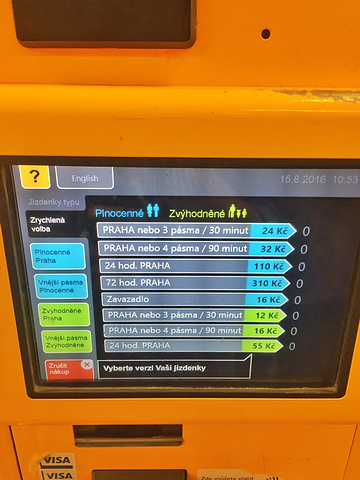 ?
English
15.8.2016 10:53
Jízdenky typu
Plnocenné
Zvýhodněné
Zrychlená
volba
PRAHA nebo 3 pásma / 30 minut 24 Kč 0
PRAHA nebo 4 pásma / 90 minut 32 Kč 0
Plnocenné
Praha
24 hod. PRAHA 110 Kč 0
72 hod. PRAHA 310 Kč 0
Vnější pásma
Plnocenné
Zavazadlo 16 Kč 0
Zvýhodněné
Praha
PRAHA nebo 3 pásma / 30 minut 12 Kč 0
PRAHA nebo 4 pásma / 90 minut 16 Kč 0
Vnější pásma
Zvýhodněné
24 hod. PRAHA 55 Kč 0
Zrušit
nákup
Vyberte verzi Vaší jízdenky
VISA
VISA
Zde můžete platit